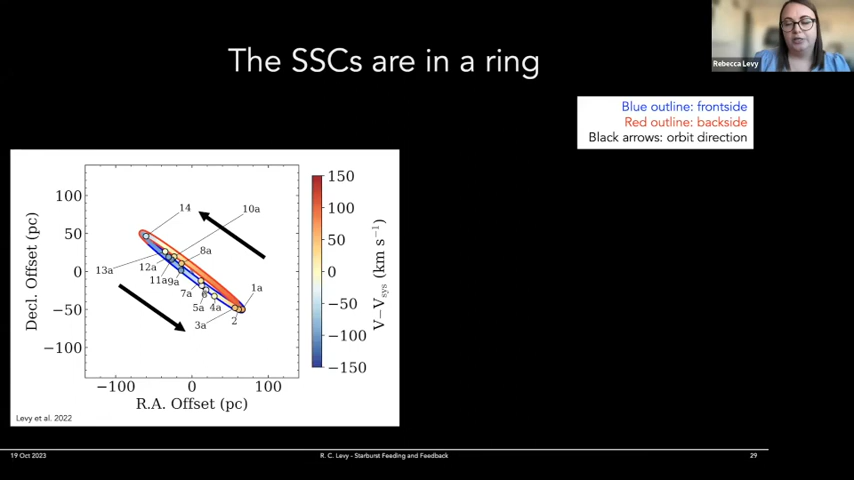 The SSCs are in a ring
Rebecca Levy
Blue outline: frontside
Red outline: backside
Black arrows: orbit direction
100
50
0
−50
−100
Decl. Offset (pc)
−100
0
100
R.A. Offset (pc)
14
10a
8a
13a
12a
11a
9a
7a
6
5a
4a
3a
2
1a
150
100
50
0
−50
−100
−150
V−Vsys (km s−1)
Levy et al. 2022
19 Oct 2023
R. C. Levy - Starburst Feeding and Feedback
29